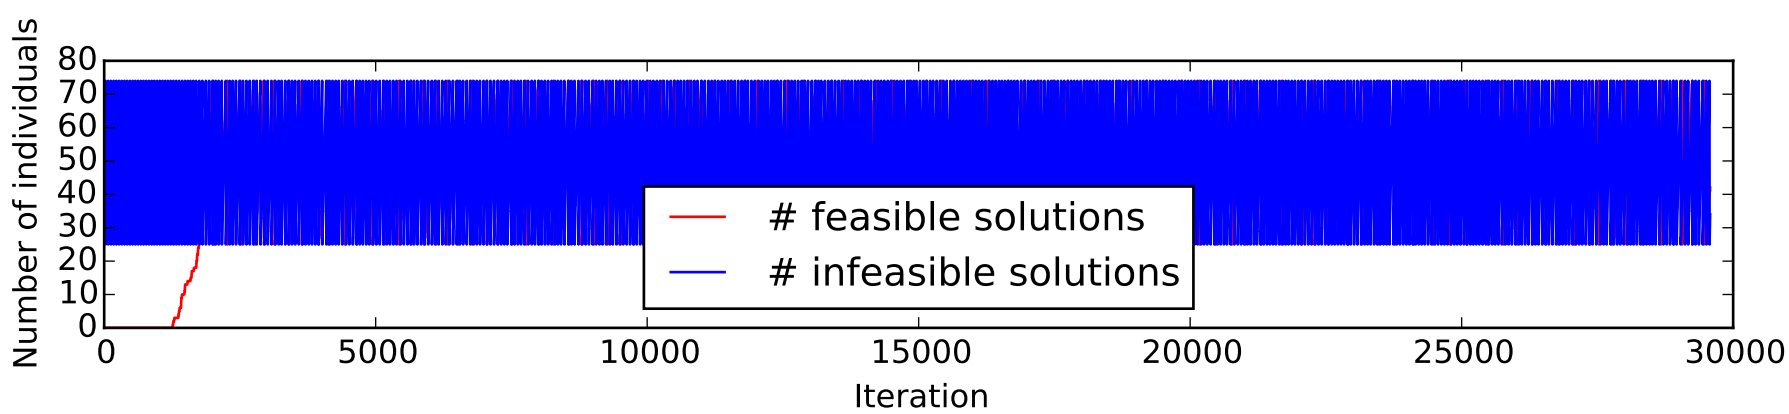 Number of individuals
80
70
60
50
40
30
20
10
0
# feasible solutions
# infeasible solutions
0 5000 10000 15000 20000 25000 30000
Iteration